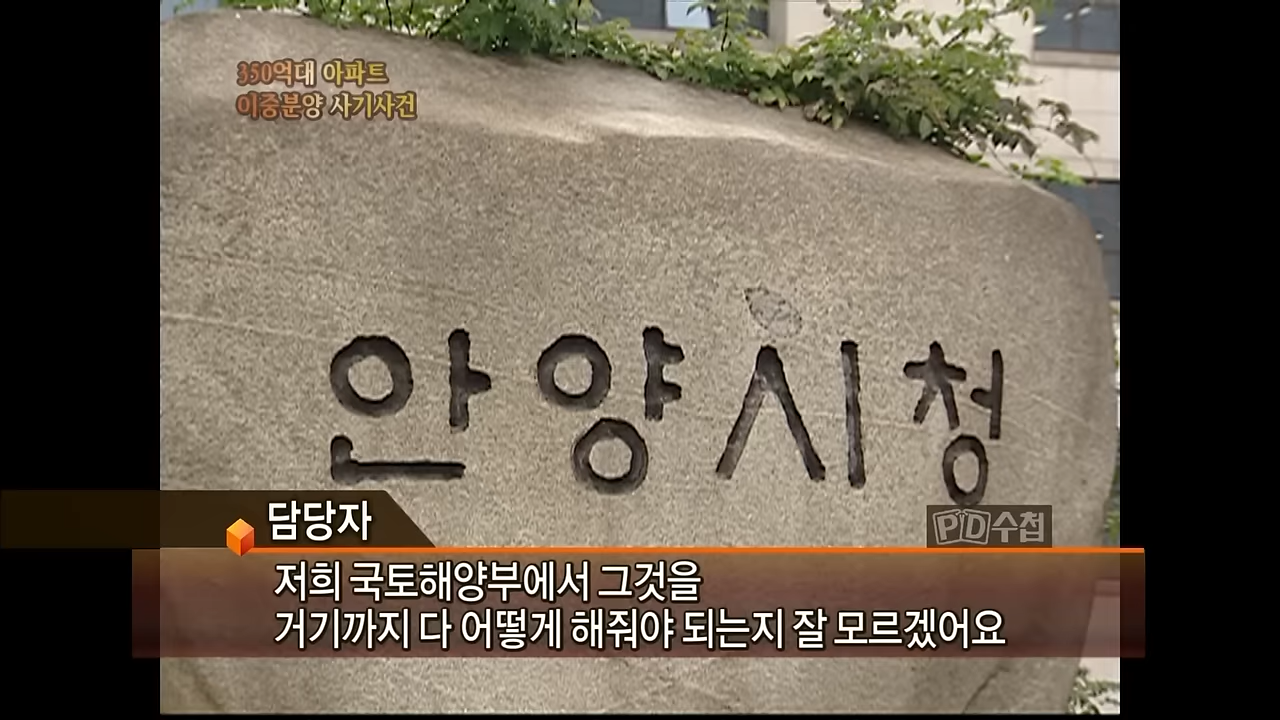 350억대 아파트
이중분양 사기사건
안양시청
담당자
PD수첩
저희 국토해양부에서 그것을
거기까지 다 어떻게 해줘야 되는지 잘 모르겠어요